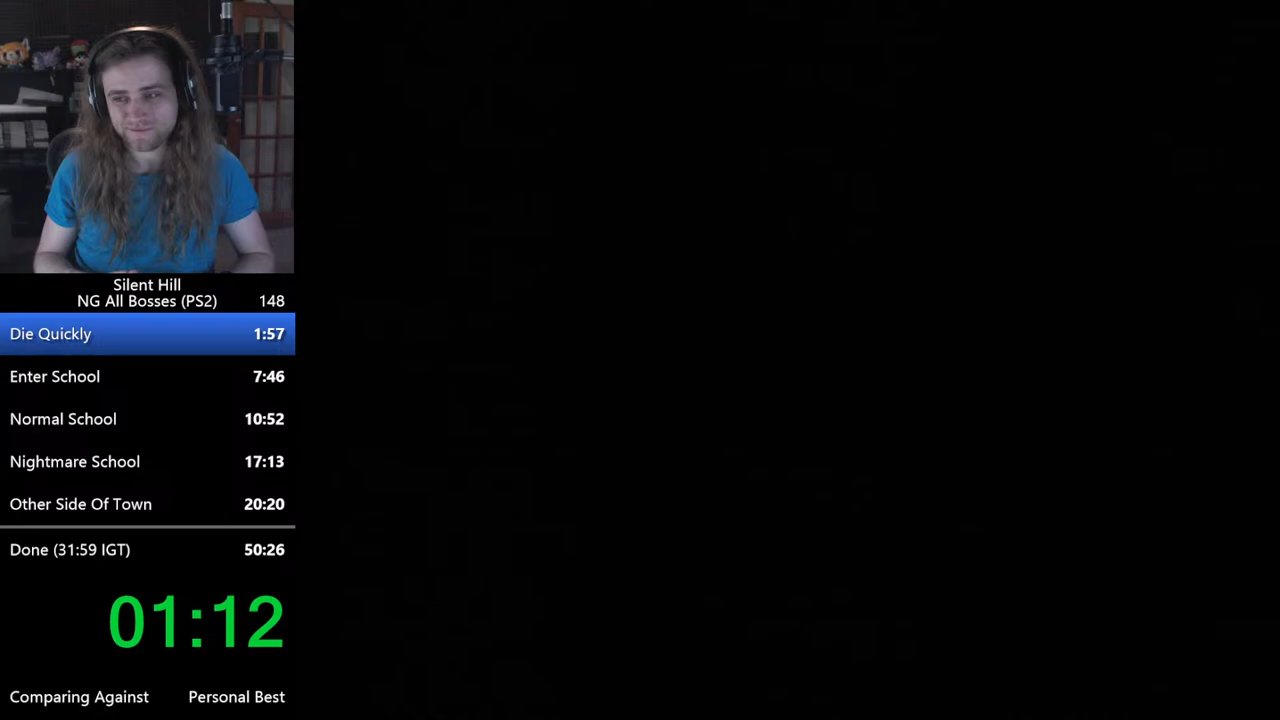 Silent Hill
NG All Bosses (PS2) 148
Die Quickly 1:57
Enter School 7:46
Normal School 10:52
Nightmare School 17:13
Other Side Of Town 20:20
Done (31:59 IGT) 50:26
01:12
Comparing Against Personal Best